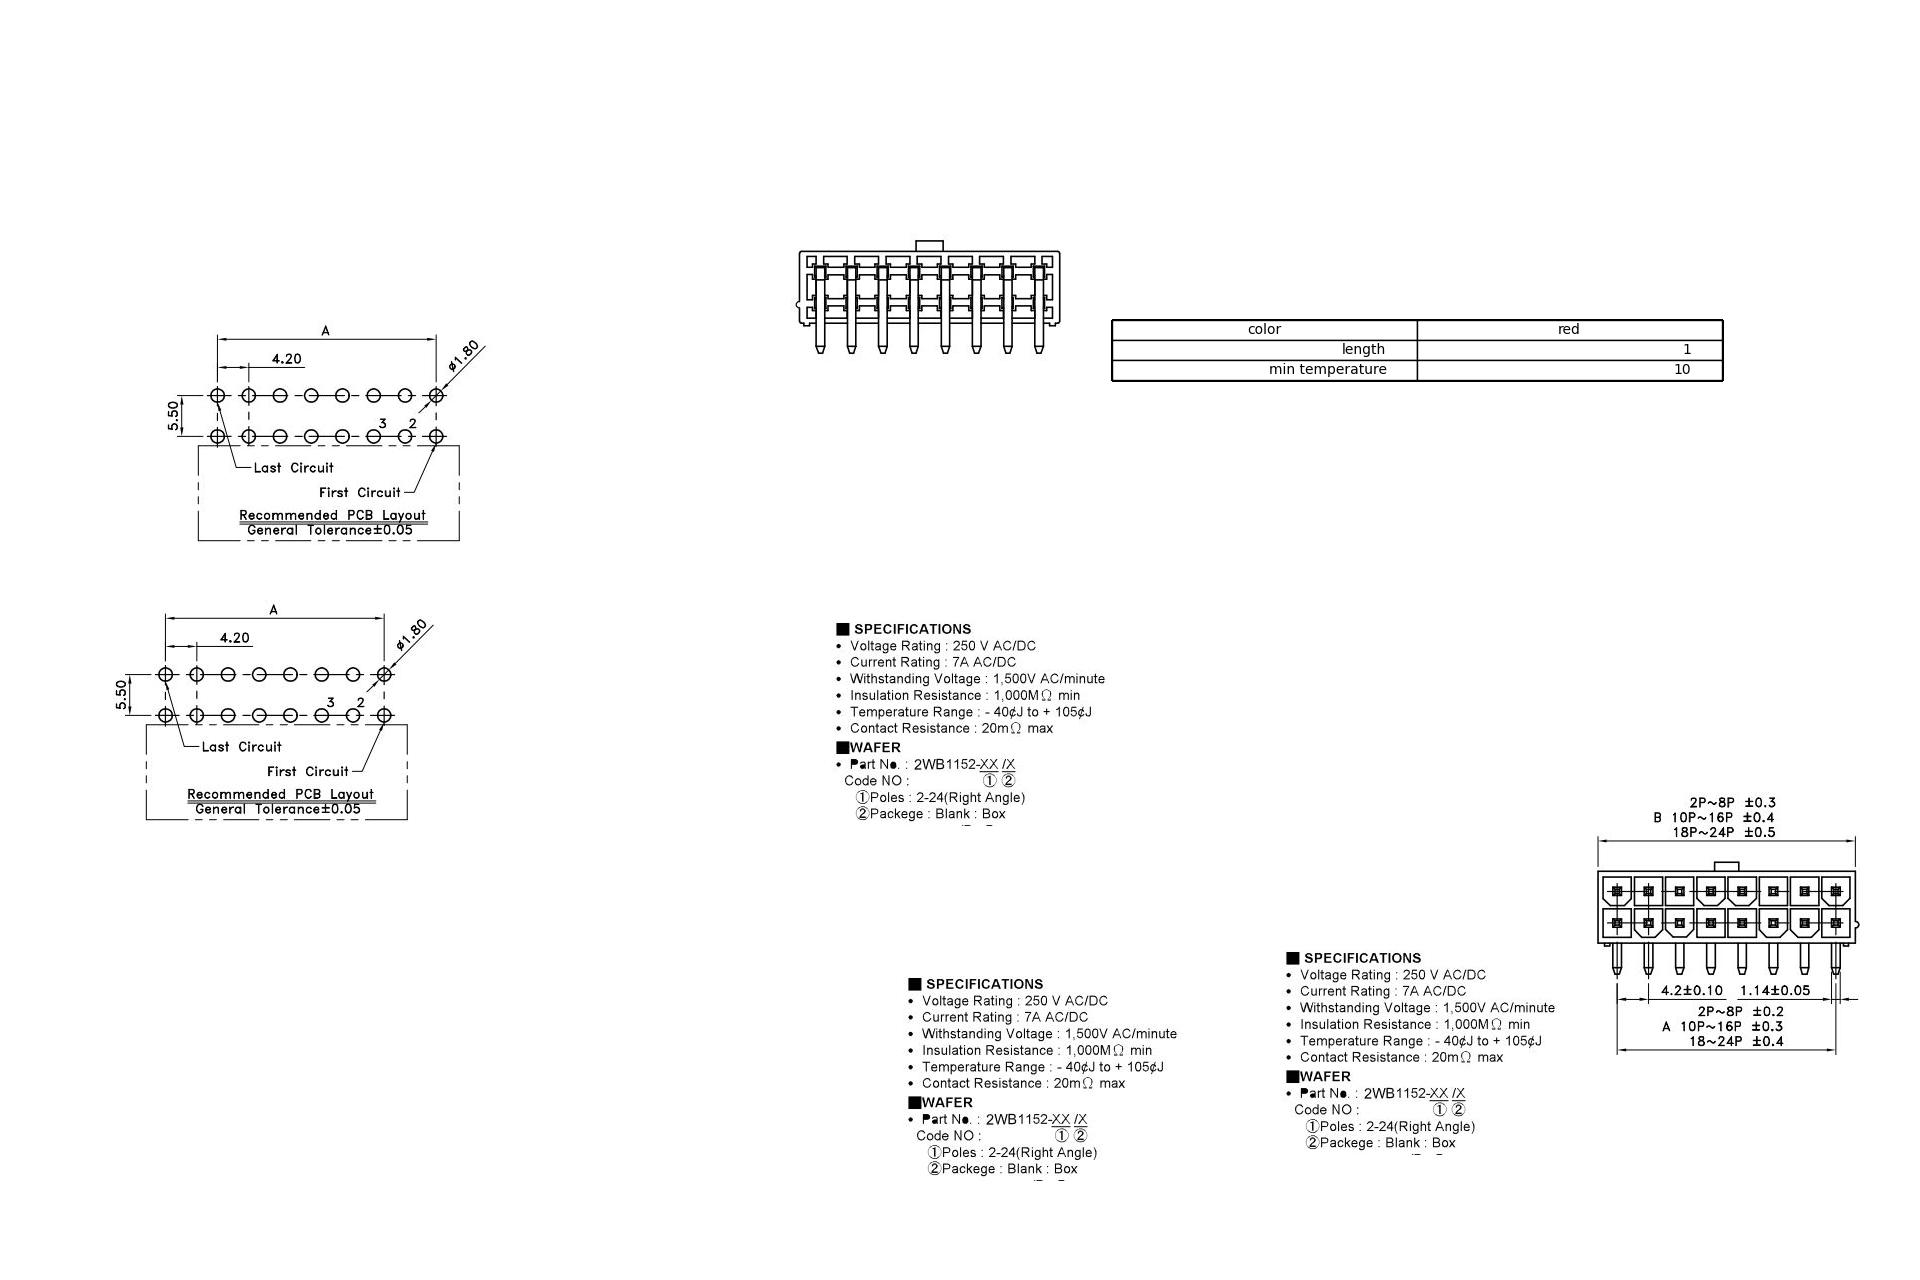 A
4.20
ø1.80
5.50
3 2
Last Circuit
First Circuit
Recommended PCB Layout
General Tolerance±0.05
color red
length 1
min temperature 10
A
4.20
ø1.80
5.50
3 2
Last Circuit
First Circuit
Recommended PCB Layout
General Tolerance±0.05
■ SPECIFICATIONS
• Voltage Rating : 250 V AC/DC
• Current Rating : 7A AC/DC
• Withstanding Voltage : 1,500V AC/minute
• Insulation Resistance : 1,000MΩ min
• Temperature Range : - 40¢J to + 105¢J
• Contact Resistance : 20mΩ max
■WAFER
• Part No. : 2WB1152-XX /X
Code NO : ① ②
①Poles : 2-24(Right Angle)
②Packege : Blank : Box
■ SPECIFICATIONS
• Voltage Rating : 250 V AC/DC
• Current Rating : 7A AC/DC
• Withstanding Voltage : 1,500V AC/minute
• Insulation Resistance : 1,000MΩ min
• Temperature Range : - 40¢J to + 105¢J
• Contact Resistance : 20mΩ max
■WAFER
• Part No. : 2WB1152-XX /X
Code NO : ① ②
①Poles : 2-24(Right Angle)
②Packege : Blank : Box
■ SPECIFICATIONS
• Voltage Rating : 250 V AC/DC
• Current Rating : 7A AC/DC
• Withstanding Voltage : 1,500V AC/minute
• Insulation Resistance : 1,000MΩ min
• Temperature Range : - 40¢J to + 105¢J
• Contact Resistance : 20mΩ max
■WAFER
• Part No. : 2WB1152-XX /X
Code NO : ① ②
①Poles : 2-24(Right Angle)
②Packege : Blank : Box
2P~8P ±0.3
B 10P~16P ±0.4
18P~24P ±0.5
4.2±0.10 1.14±0.05
2P~8P ±0.2
A 10P~16P ±0.3
18~24P ±0.4